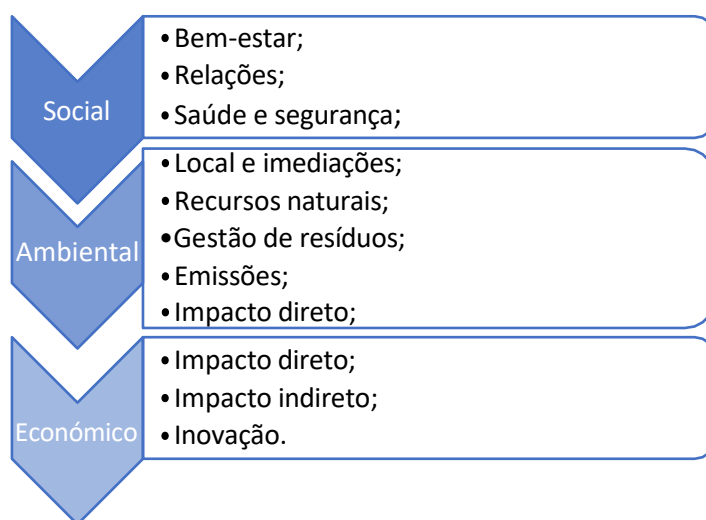 Social
• Bem-estar;
• Relações;
• Saúde e segurança;
Ambiental
• Local e imediações;
• Recursos naturais;
• Gestão de resíduos;
• Emissões;
• Impacto direto;
Económico
• Impacto direto;
• Impacto indireto;
• Inovação.